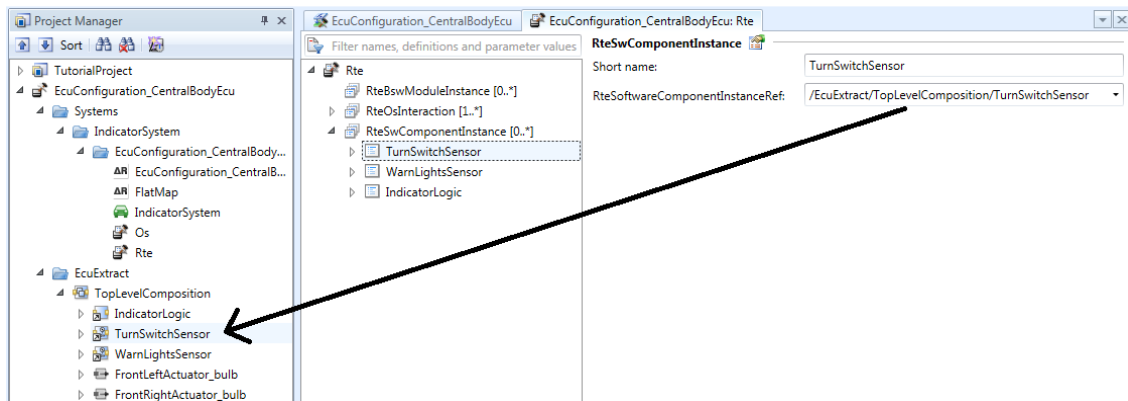 Project Manager
Sort
TutorialProject
EcuConfiguration_CentralBodyEcu
Systems
IndicatorSystem
EcuConfiguration_CentralBody...
ΔR EcuConfiguration_CentralB...
ΔR FlatMap
IndicatorSystem
Os
Rte
EcuExtract
TopLevelComposition
IndicatorLogic
TurnSwitchSensor
WarnLightsSensor
FrontLeftActuator_bulb
FrontRightActuator_bulb
EcuConfiguration_CentralBodyEcu
EcuConfiguration_CentralBodyEcu: Rte
Filter names, definitions and parameter values
Rte
RteBswModuleInstance [0..*]
RteOsInteraction [1..*]
RteSwComponentInstance [0..*]
TurnSwitchSensor
WarnLightsSensor
IndicatorLogic
RteSwComponentInstance
Short name: TurnSwitchSensor
RteSoftwareComponentInstanceRef: /EcuExtract/TopLevelComposition/TurnSwitchSensor